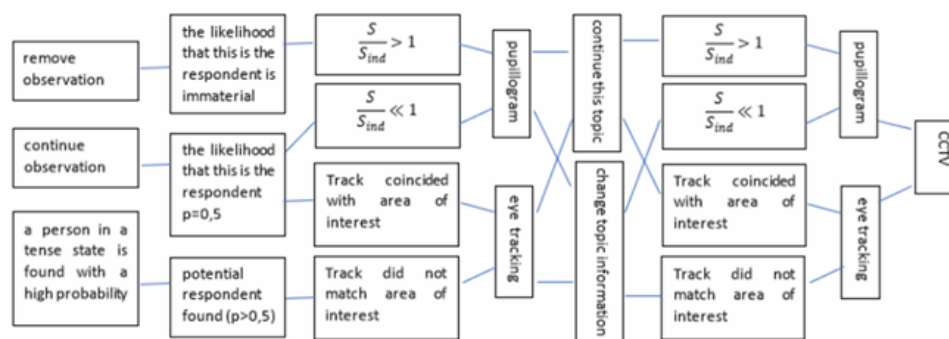 remove
observation
continue
observation
a person in a
tense state is
found with a
high probability
the likelihood
that this is the
respondent is
immaterial
the likelihood
that this is the
respondent
p=0,5
potential
respondent
found (p>0,5)
S/S_ind > 1
S/S_ind ≪ 1
Track coincided
with area of
interest
Track did not
match area of
interest
pupillogram
eye tracking
continue this topic
change topic information
S/S_ind > 1
S/S_ind ≪ 1
Track coincided
with area of
interest
Track did not
match area of
interest
pupillogram
eye tracking
CCTV